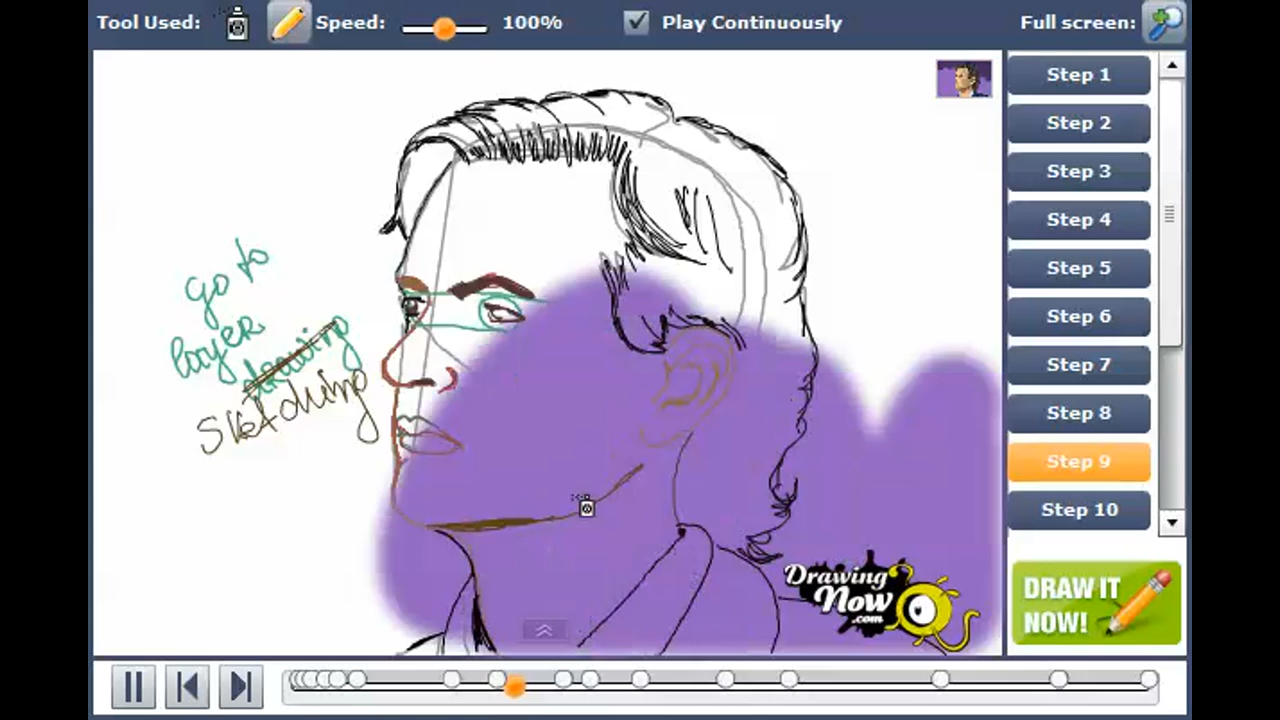 Tool Used:
Speed:
100%
Play Continuously
Full screen:
Step 1
Step 2
Step 3
Step 4
Step 5
Step 6
Step 7
Step 8
Step 9
Step 10
go to
layer
drawing
sketching
Drawing
Now
.com
DRAW IT
NOW!